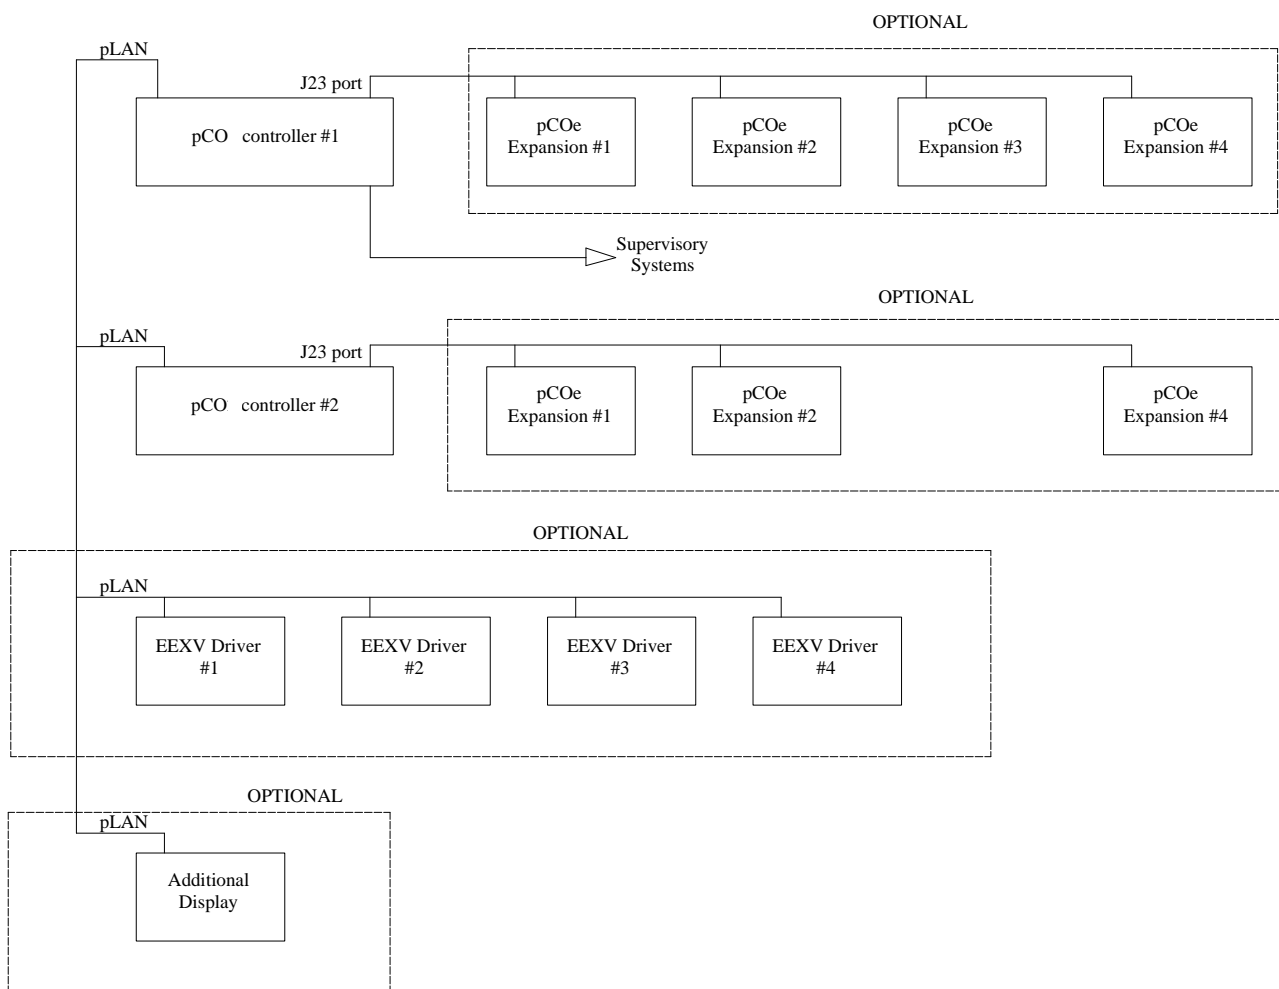 OPTIONAL
pLAN
J23 port
pCO controller #1
pCOe
Expansion #1
pCOe
Expansion #2
pCOe
Expansion #3
pCOe
Expansion #4
Supervisory
Systems
OPTIONAL
pLAN
J23 port
pCO controller #2
pCOe
Expansion #1
pCOe
Expansion #2
pCOe
Expansion #4
OPTIONAL
pLAN
EEXV Driver
#1
EEXV Driver
#2
EEXV Driver
#3
EEXV Driver
#4
OPTIONAL
pLAN
Additional
Display